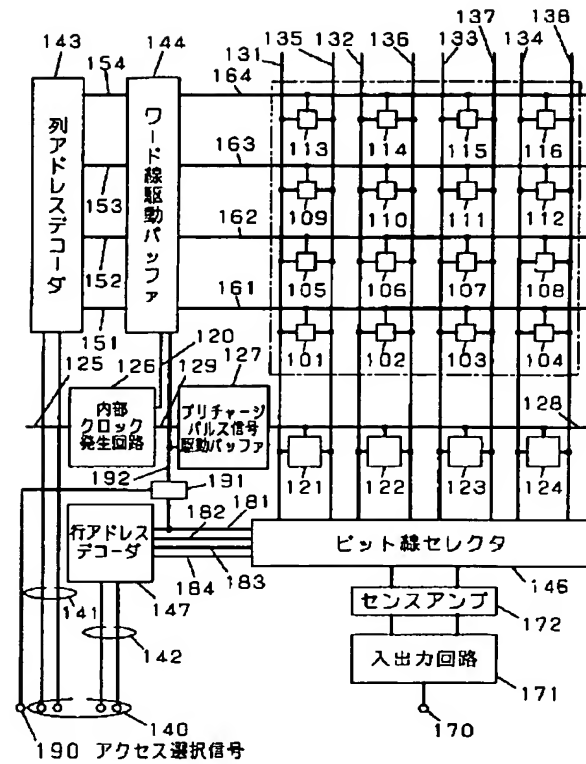 138
143 144 135 136 137
131 132 133 134
154 164
列アドレスデコーダ
ワード線駆動バッファ
113 114 115 116
163
153
109 110 111 112
162
152
105 106 107 108
161
151 120
101 102 103 104
125 126 129 127
内部
クロック
発生回路
プリチャージ
パルス信号
駆動バッファ
128
192
191 121 122 123 124
181
182
行アドレス
デコーダ
ビット線セレクタ
183
184 146
147 センスアンプ
141 172
142
入出力回路
171
140
190 アクセス選択信号 170